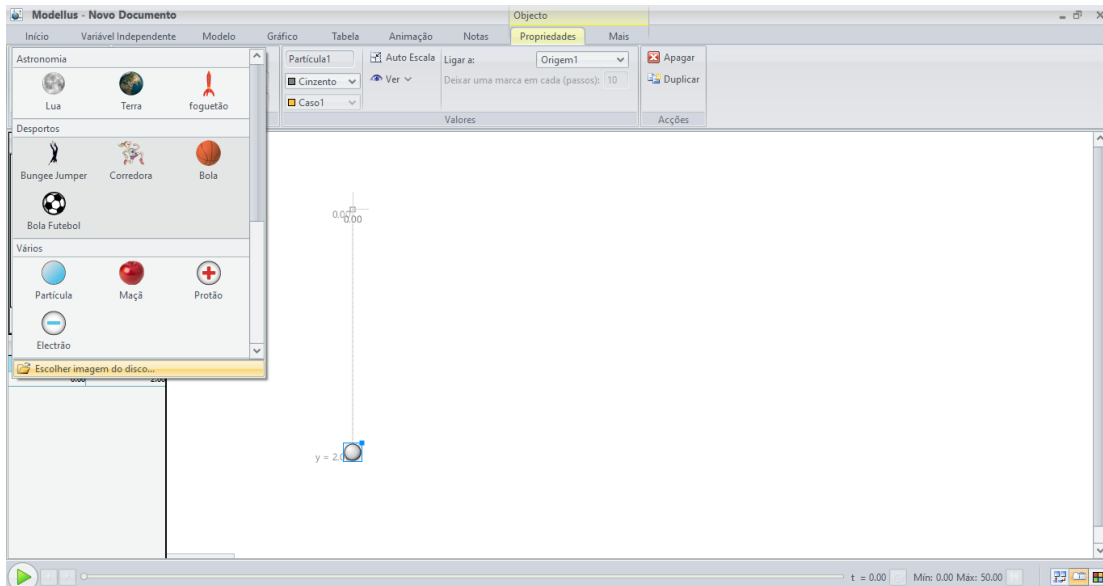 Modellus - Novo Documento
Objecto
Início Variável Independente Modelo Gráfico Tabela Animação Notas Propriedades Mais
Astronomia
Lua Terra foguetão
Desportos
Bungee Jumper Corredora Bola
Bola Futebol
Vários
Partícula Maçã Protão
Electrão
Escolher imagem do disco...
Partícula1 Auto Escala Ligar a: Origem1 Apagar
Cinzento Ver Deixar uma marca em cada (passos): 10 Duplicar
Caso1
Valores Acções
0.00
0.00
y = 2.0
t = 0.00 Mín: 0.00 Máx: 50.00